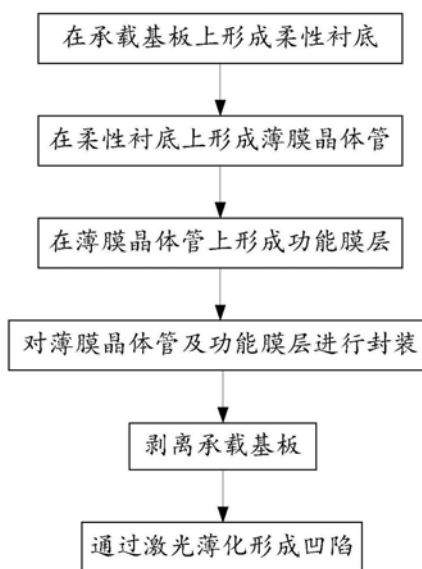 在承载基板上形成柔性衬底
在柔性衬底上形成薄膜晶体管
在薄膜晶体管上形成功能膜层
对薄膜晶体管及功能膜层进行封装
剥离承载基板
通过激光薄化形成凹陷